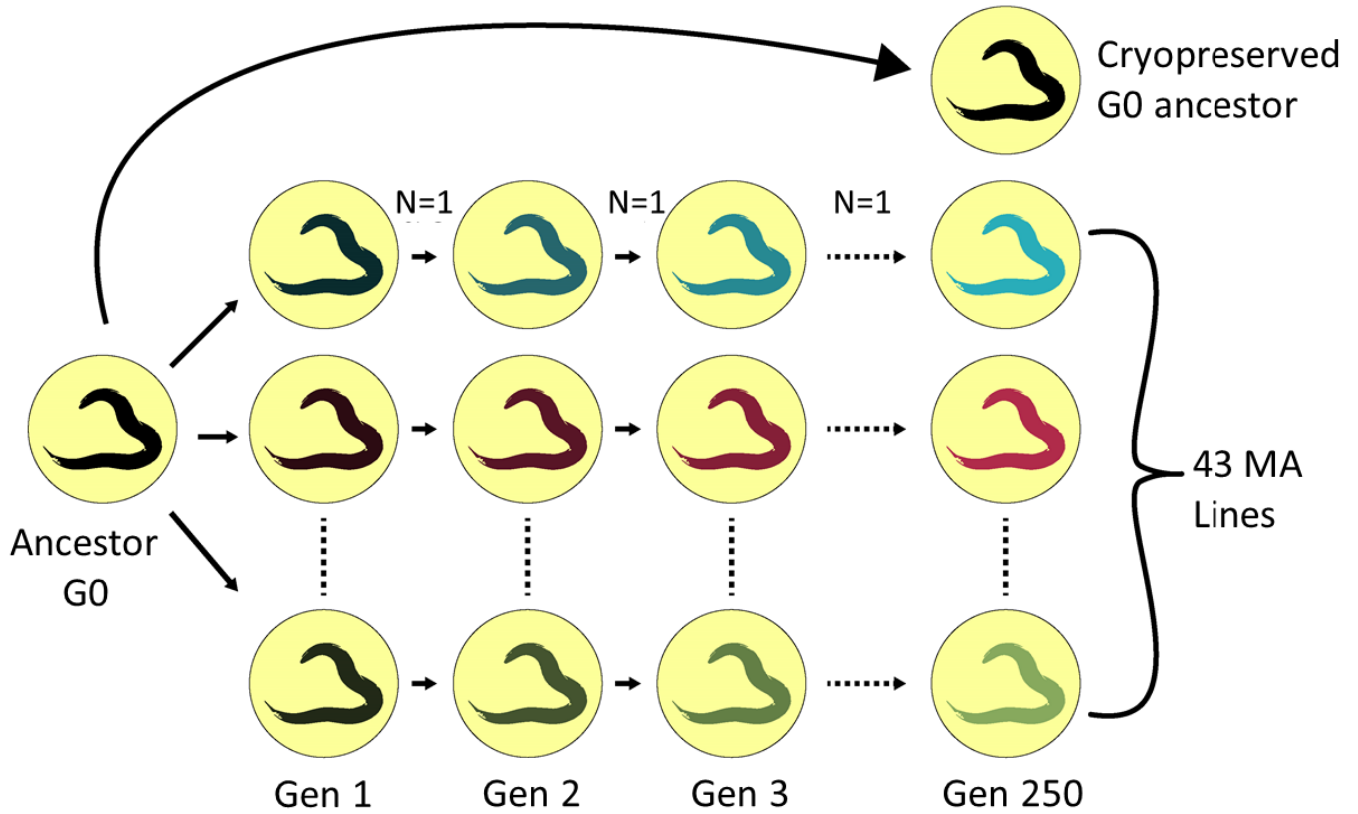 Cryopreserved
G0 ancestor
N=1
N=1
N=1
Ancestor
G0
43 MA
Lines
Gen 1
Gen 2
Gen 3
Gen 250